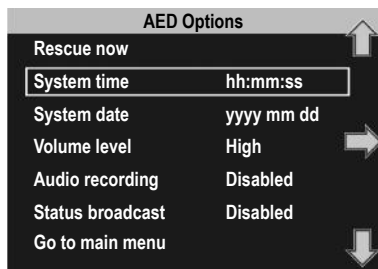 AED Options
Rescue now
System time hh:mm:ss
System date yyyy mm dd
Volume level High
Audio recording Disabled
Status broadcast Disabled
Go to main menu